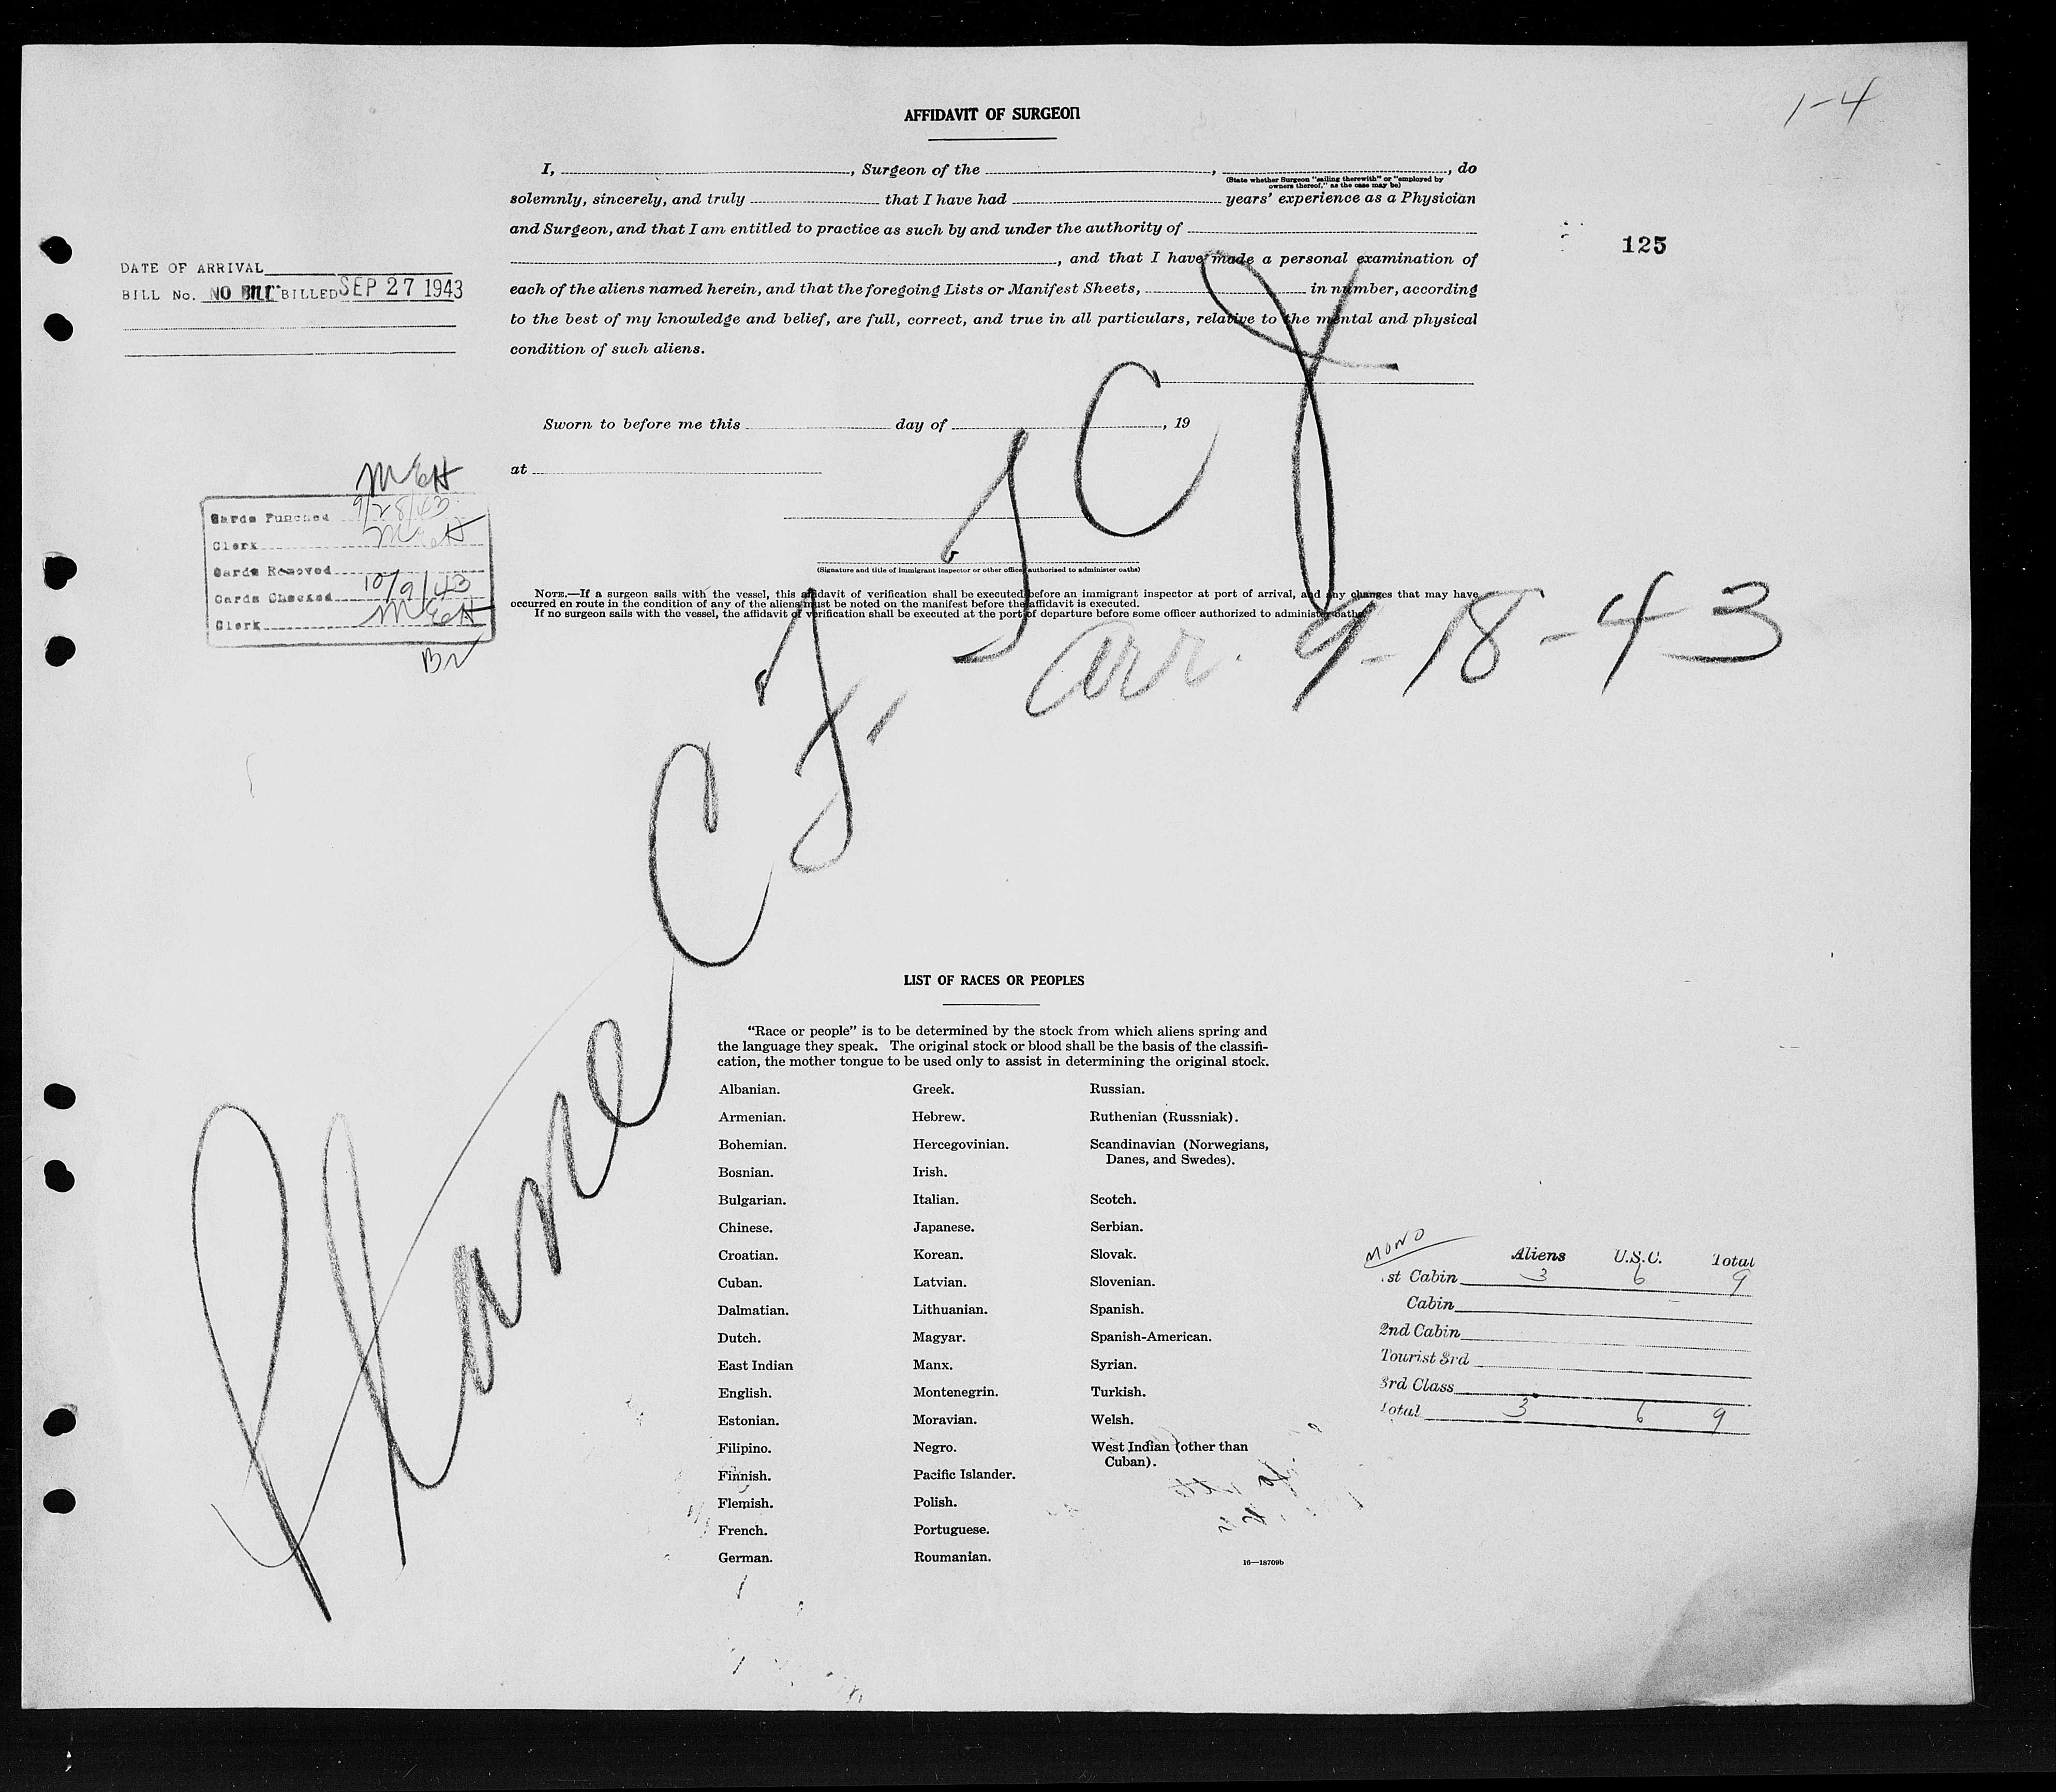 1-4
AFFIDAVIT OF SURGEON
I, , Surgeon of the , , do
(State whether Surgeon "sailing therewith" or "employed by
owners thereof," as the case may be)
solemnly, sincerely, and truly that I have had years' experience as a Physician
and Surgeon, and that I am entitled to practice as such by and under the authority of
, and that I have made a personal examination of
each of the aliens named herein, and that the foregoing Lists or Manifest Sheets, in number, according
to the best of my knowledge and belief, are full, correct, and true in all particulars, relative to the mental and physical
condition of such aliens.
125
DATE OF ARRIVAL
BILL No. NO BILL BILLED SEP 27 1943
Sworn to before me this day of , 19
at
(Signature and title of immigrant inspector or other officer authorized to administer oaths)
NOTE.—If a surgeon sails with the vessel, this affidavit of verification shall be executed before an immigrant inspector at port of arrival, and any changes that may have
occurred en route in the condition of any of the aliens must be noted on the manifest before the affidavit is executed.
If no surgeon sails with the vessel, the affidavit of verification shall be executed at the port of departure before some officer authorized to administer oaths.
MEH
Cards Punched 9/28/43
Clerk MEH
Cards Removed
Cards Checked 10/9/43
Clerk MEH
BN
Plane
arr. 9-18-43
LIST OF RACES OR PEOPLES
"Race or people" is to be determined by the stock from which aliens spring and
the language they speak. The original stock or blood shall be the basis of the classifi-
cation, the mother tongue to be used only to assist in determining the original stock.
Albanian.
Armenian.
Bohemian.
Bosnian.
Bulgarian.
Chinese.
Croatian.
Cuban.
Dalmatian.
Dutch.
East Indian
English.
Estonian.
Filipino.
Finnish.
Flemish.
French.
German.
Greek.
Hebrew.
Hercegovinian.
Irish.
Italian.
Japanese.
Korean.
Latvian.
Lithuanian.
Magyar.
Manx.
Montenegrin.
Moravian.
Negro.
Pacific Islander.
Polish.
Portuguese.
Roumanian.
Russian.
Ruthenian (Russniak).
Scandinavian (Norwegians,
Danes, and Swedes).
Scotch.
Serbian.
Slovak.
Slovenian.
Spanish.
Spanish-American.
Syrian.
Turkish.
Welsh.
West Indian (other than
Cuban).
16—18709b
MONO
Aliens U.S.C. Total
1st Cabin 3 6 9
Cabin
2nd Cabin
Tourist 3rd
3rd Class
Total 3 6 9